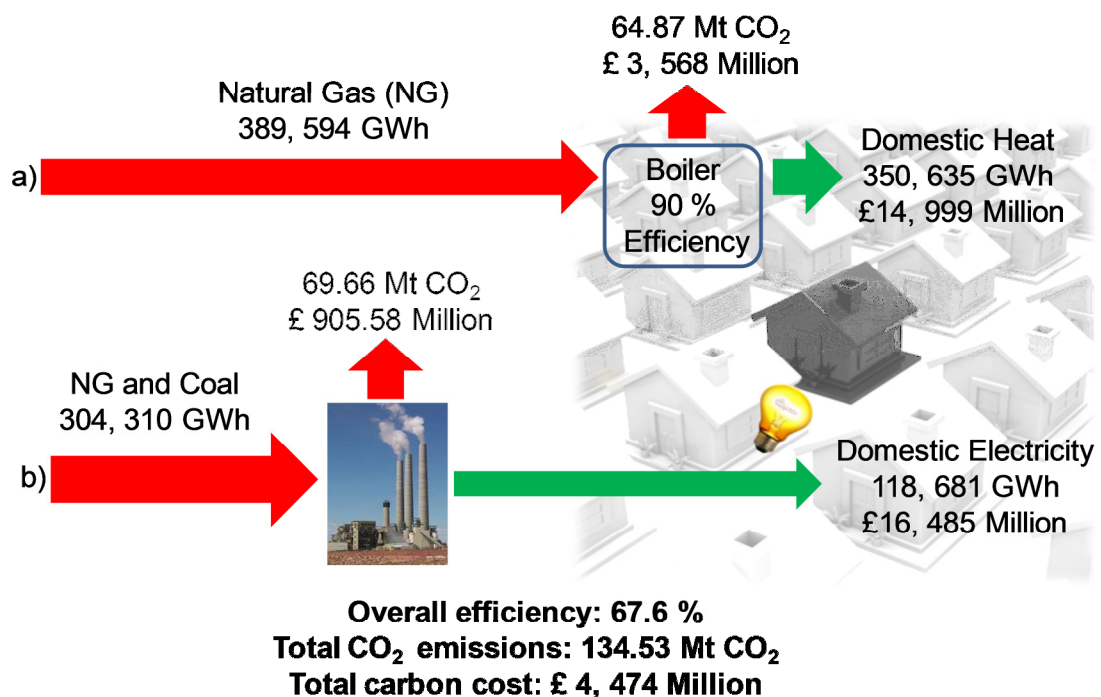 64.87 Mt CO₂
£ 3, 568 Million
Natural Gas (NG)
389, 594 GWh
a)
Boiler
90 %
Efficiency
Domestic Heat
350, 635 GWh
£14, 999 Million
69.66 Mt CO₂
£ 905.58 Million
NG and Coal
304, 310 GWh
b)
Domestic Electricity
118, 681 GWh
£16, 485 Million
Overall efficiency: 67.6 %
Total CO₂ emissions: 134.53 Mt CO₂
Total carbon cost: £ 4, 474 Million